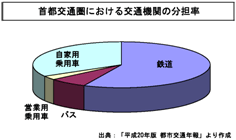 首都交通圏における交通機関の分担率
自家用
乗用車
鉄道
営業用
乗用車
バス
出典:「平成20年版 都市交通年報」より作成